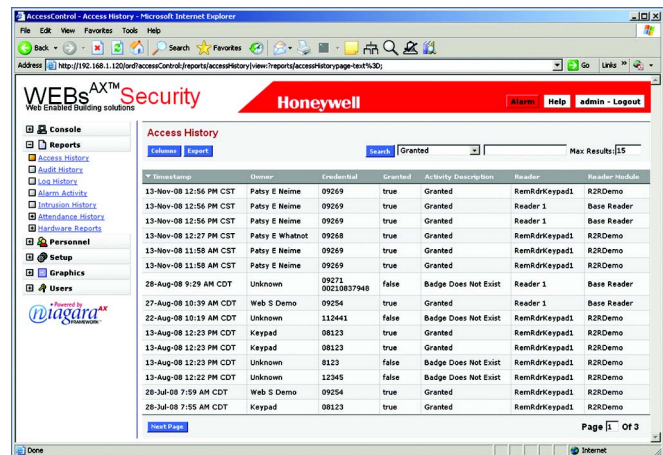 AccessControl - Access History - Microsoft Internet Explorer
File Edit View Favorites Tools Help
Back Search Favorites
Address http://192.168.1.120/ord?accessControl:/reports/accessHistory|view:?reports/accessHistorypage-text%3D; Go Links »
WEBs AX™ Security
Web Enabled Building solutions
Honeywell
Alarm Help admin - Logout
Console
Reports
Access History
Audit History
Log History
Alarm Activity
Intrusion History
Attendance History
Hardware Reports
Personnel
Setup
Graphics
Users
Powered by
niagara AX
FRAMEWORK
Access History
Columns Export Search Granted Max Results: 15
Timestamp Owner Credential Granted Activity Description Reader Reader Module
13-Nov-08 12:56 PM CST Patsy E Neime 09269 true Granted RemRdrKeypad1 R2RDemo
13-Nov-08 12:56 PM CST Patsy E Neime 09269 true Granted Reader 1 Base Reader
13-Nov-08 12:27 PM CST Patsy E Whatnot 09268 true Granted RemRdrKeypad1 R2RDemo
13-Nov-08 11:58 AM CST Patsy E Neime 09269 true Granted RemRdrKeypad1 R2RDemo
13-Nov-08 11:58 AM CST Patsy E Neime 09269 true Granted Reader 1 Base Reader
28-Aug-08 9:29 AM CDT Unknown 09271 00210837948 false Badge Does Not Exist Reader 1 Base Reader
27-Aug-08 10:39 AM CDT Web S Demo 09254 true Granted Reader 1 Base Reader
22-Aug-08 10:19 AM CDT Unknown 112441 false Badge Does Not Exist RemRdrKeypad1 R2RDemo
13-Aug-08 12:23 PM CDT Keypad 08123 true Granted RemRdrKeypad1 R2RDemo
13-Aug-08 12:23 PM CDT Keypad 08123 true Granted RemRdrKeypad1 R2RDemo
13-Aug-08 12:23 PM CDT Unknown 8123 false Badge Does Not Exist RemRdrKeypad1 R2RDemo
13-Aug-08 12:22 PM CDT Unknown 12345 false Badge Does Not Exist RemRdrKeypad1 R2RDemo
28-Jul-08 7:59 AM CDT Web S Demo 09254 true Granted RemRdrKeypad1 R2RDemo
28-Jul-08 7:55 AM CDT Keypad 08123 true Granted RemRdrKeypad1 R2RDemo
Next Page Page 1 Of 3
Done Internet